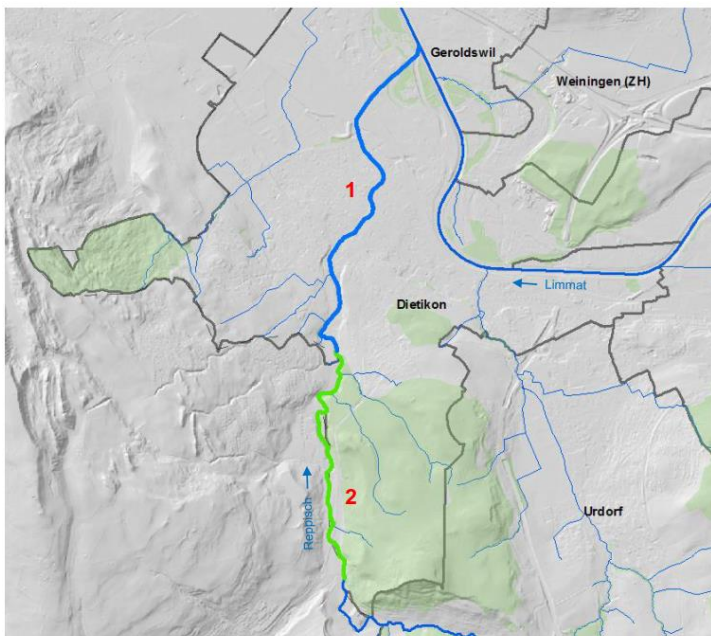 Geroldswil
Weiningen (ZH)
1
← Limmat
Dietikon
2
Reppisch →
Urdorf